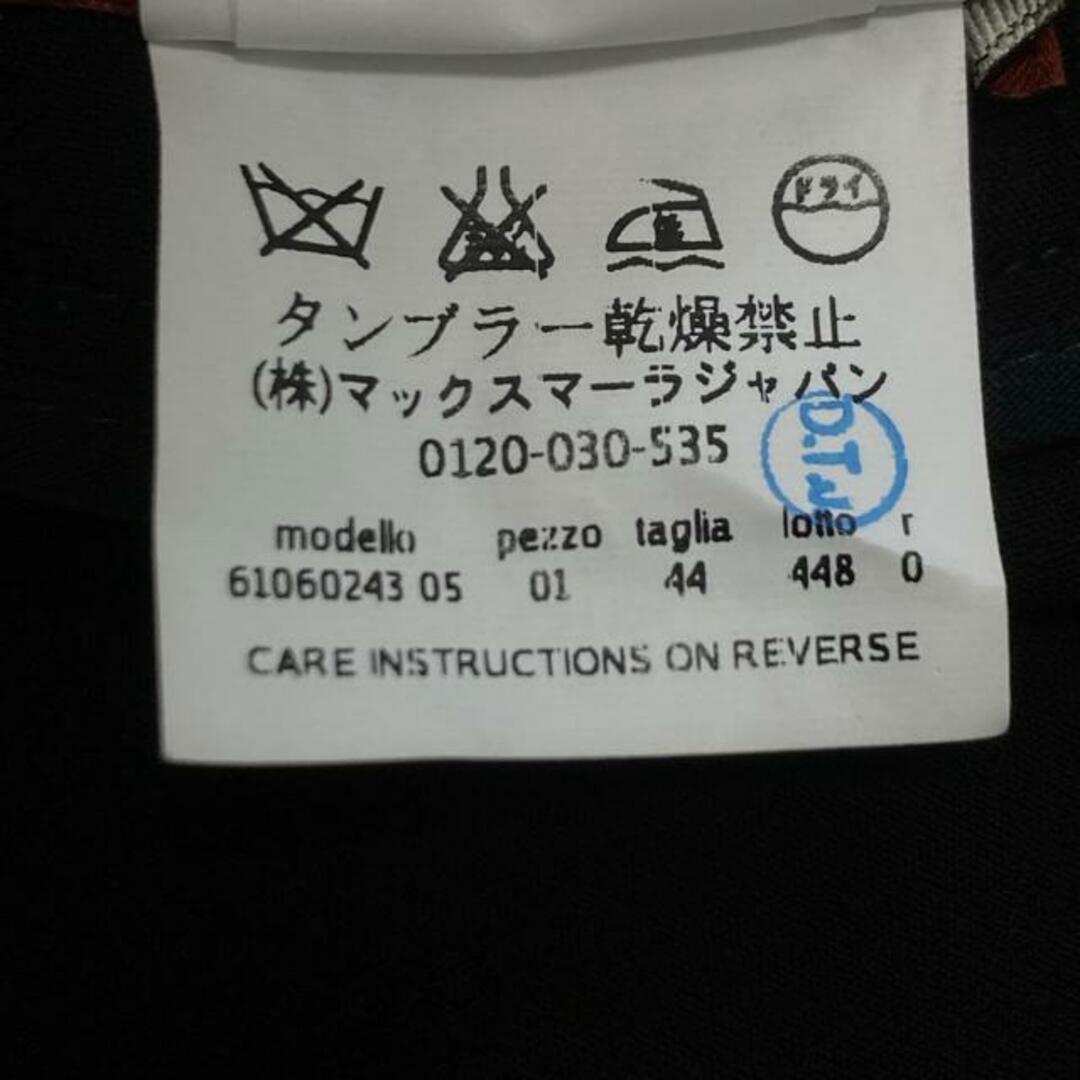 ドライ
タンブラー乾燥禁止
(株)マックスマーラジャパン
0120-030-535
D.T.
modello pezzo taglia lotto r
61060243 05 01 44 448 0
CARE INSTRUCTIONS ON REVERSE